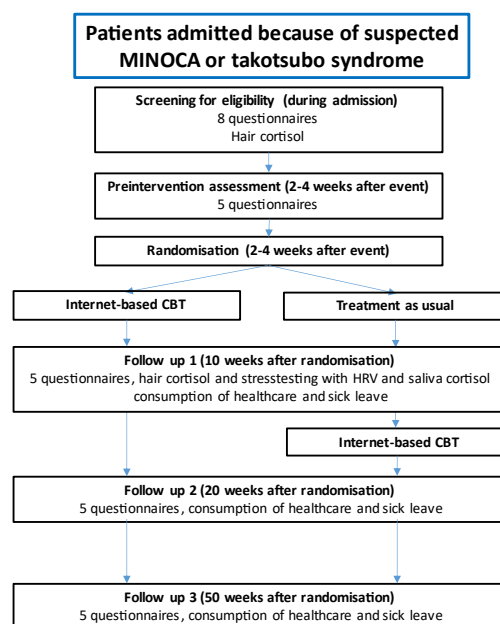 Patients admitted because of suspected
MINOCA or takotsubo syndrome
Screening for eligibility (during admission)
8 questionnaires
Hair cortisol
Preintervention assessment (2-4 weeks after event)
5 questionnaires
Randomisation (2-4 weeks after event)
Internet-based CBT
Treatment as usual
Follow up 1 (10 weeks after randomisation)
5 questionnaires, hair cortisol and stresstesting with HRV and saliva cortisol
consumption of healthcare and sick leave
Internet-based CBT
Follow up 2 (20 weeks after randomisation)
5 questionnaires, consumption of healthcare and sick leave
Follow up 3 (50 weeks after randomisation)
5 questionnaires, consumption of healthcare and sick leave